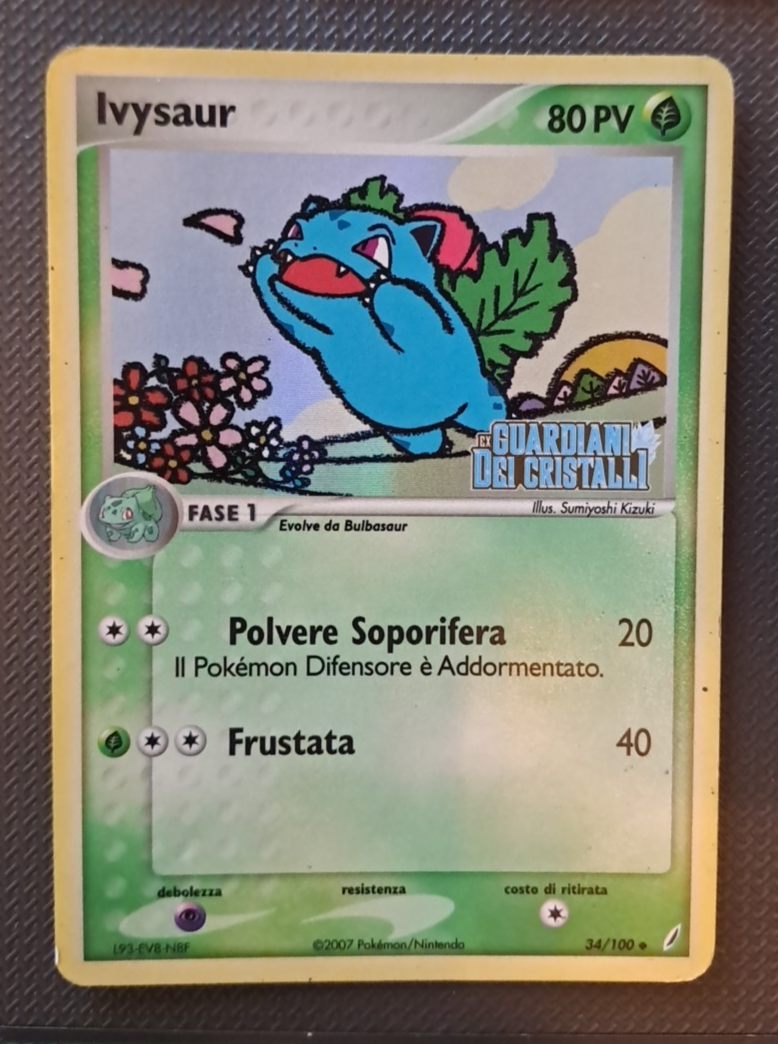 Ivysaur 80 PV
EX GUARDIANI
DEI CRISTALLI
FASE 1 Illus. Sumiyoshi Kizuki
Evolve da Bulbasaur
Polvere Soporifera 20
Il Pokémon Difensore è Addormentato.
Frustata 40
debolezza resistenza costo di ritirata
©2007 Pokémon/Nintendo 34/100